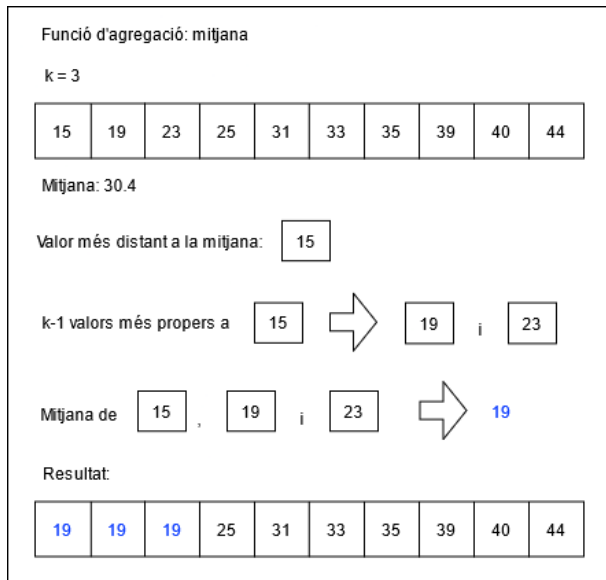 Funció d'agregació: mitjana
k = 3
15 19 23 25 31 33 35 39 40 44
Mitjana: 30.4
Valor més distant a la mitjana: 15
k-1 valors més propers a 15 19 i 23
Mitjana de 15 , 19 i 23 19
Resultat:
19 19 19 25 31 33 35 39 40 44